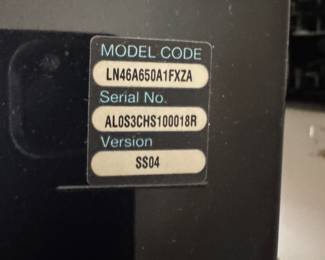 MODEL CODE
LN46A650A1FXZA
Serial No.
AL0S3CHS100018R
Version
SS04